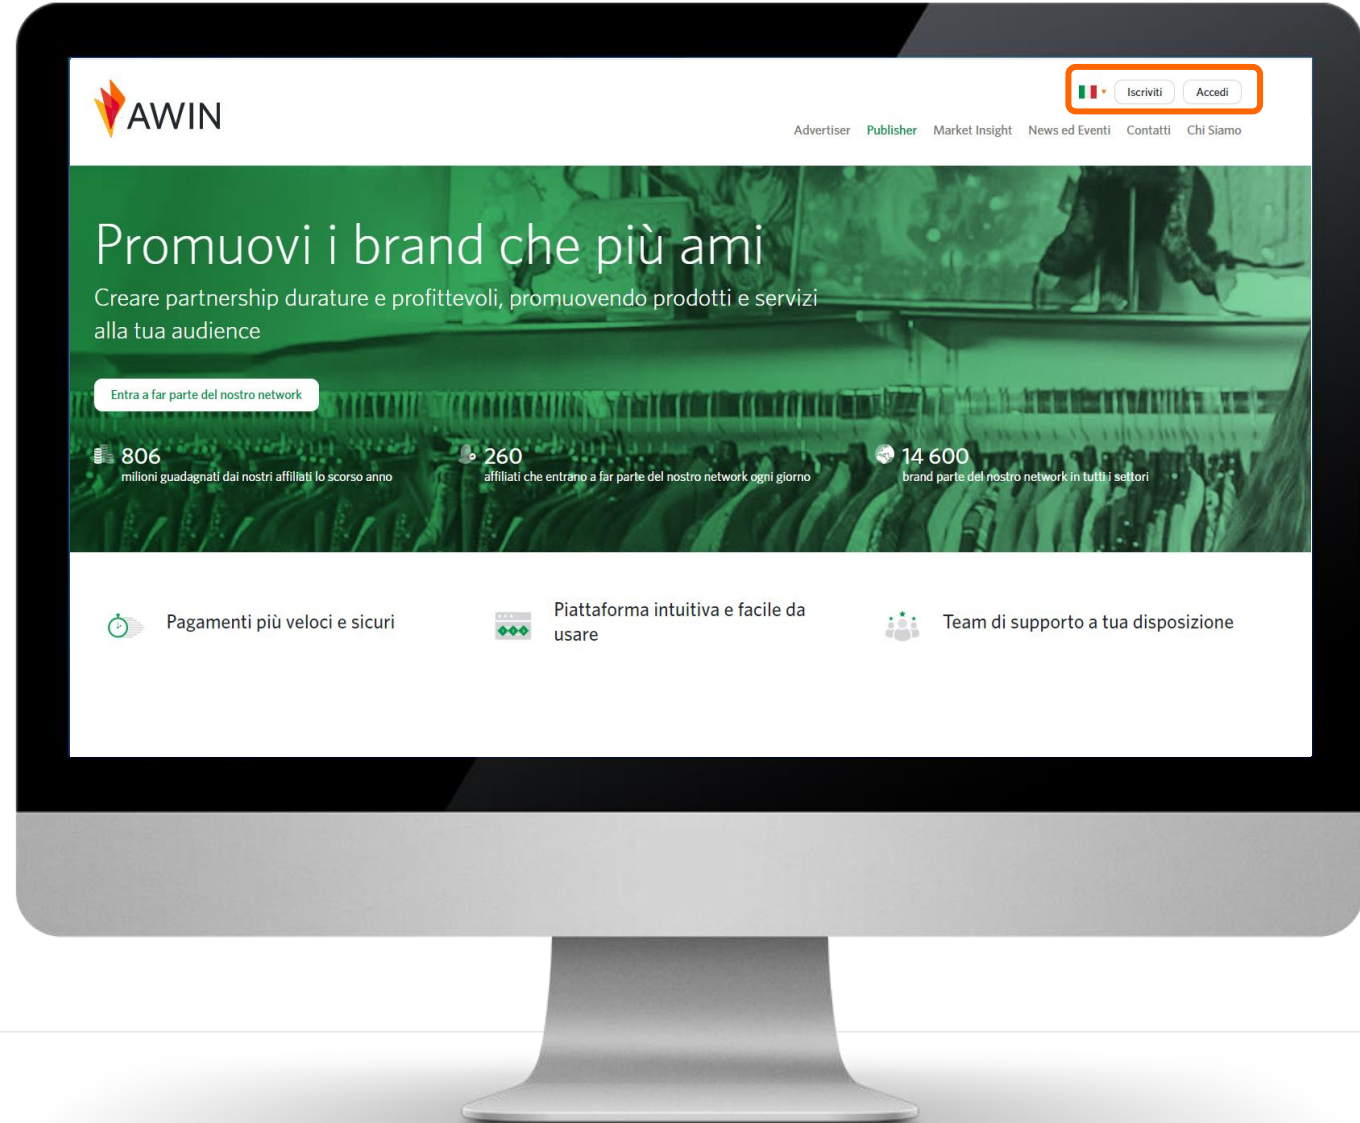 AWIN
Iscriviti
Accedi
Advertiser
Publisher
Market Insight
News ed Eventi
Contatti
Chi Siamo
Promuovi i brand che più ami
Creare partnership durature e profittevoli, promuovendo prodotti e servizi
alla tua audience
Entra a far parte del nostro network
806
milioni guadagnati dai nostri affiliati lo scorso anno
260
affiliati che entrano a far parte del nostro network ogni giorno
14 600
brand parte del nostro network in tutti i settori
Pagamenti più veloci e sicuri
Piattaforma intuitiva e facile da
usare
Team di supporto a tua disposizione